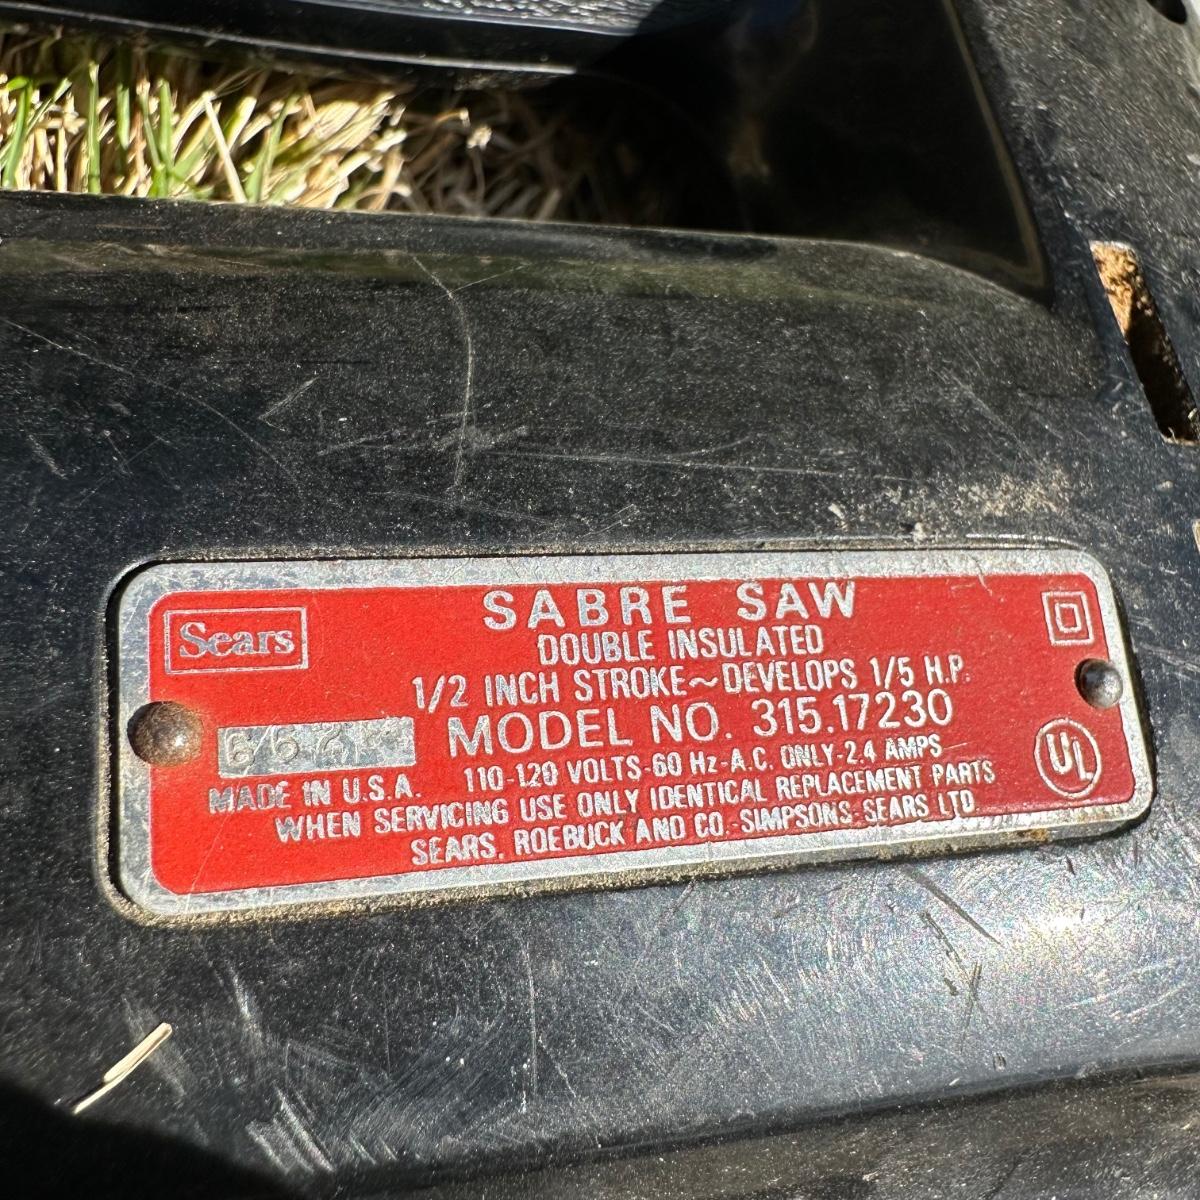 Sears
SABRE SAW
DOUBLE INSULATED
1/2 INCH STROKE~DEVELOPS 1/5 H.P.
MODEL NO. 315.17230
110-120 VOLTS-60 Hz-A.C. ONLY-2.4 AMPS
MADE IN U.S.A.
WHEN SERVICING USE ONLY IDENTICAL REPLACEMENT PARTS
SEARS, ROEBUCK AND CO.-SIMPSONS-SEARS LTD.
UL